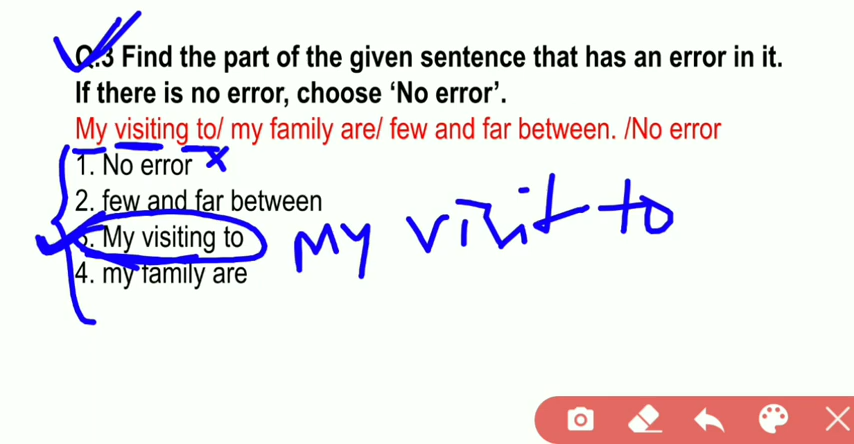 Q.3 Find the part of the given sentence that has an error in it.
If there is no error, choose ‘No error’.
My visiting to/ my family are/ few and far between. /No error
1. No error x
2. few and far between
3. My visiting to
My visit to
4. my family are